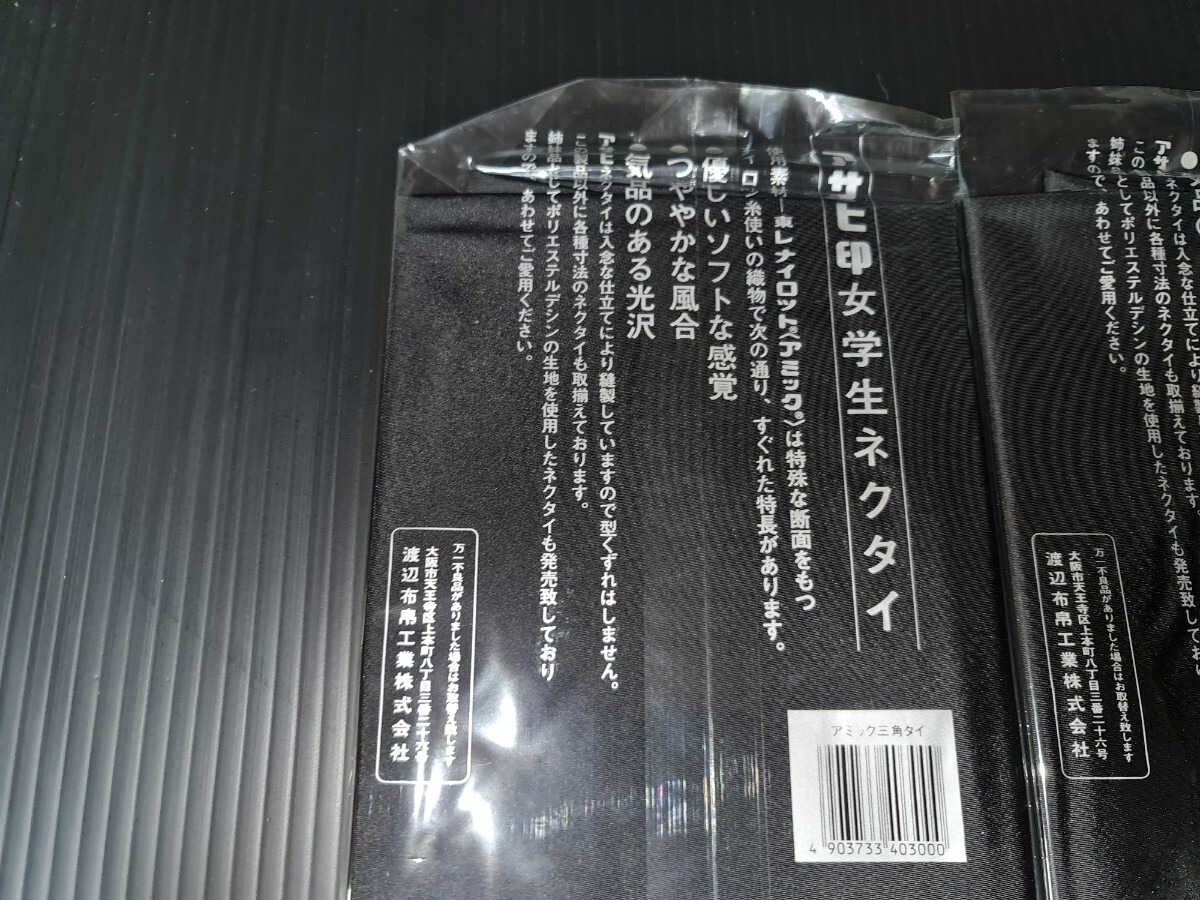 アサヒ印女学生ネクタイ
使用素材－東レナイロット〈アミック®〉は特殊な断面をもつ
ナイロン糸使いの織物で次の通り、すぐれた特長があります。
●優しいソフトな感覚
●つややかな風合
●気品のある光沢
アサヒネクタイは入念な仕立てにより縫製していますので型くずれはしません。
この製品以外に各種寸法のネクタイも取揃えております。
姉妹品としてポリエステルデシンの生地を使用したネクタイも発売致しており
ますので、あわせてご愛用ください。
万一不良品がありました場合はお取替え致します
大阪市天王寺区上本町八丁目三番二十六号
渡辺布帛工業株式会社
アミック三角タイ
4 903733 403000
アサ ネクタイは入念な仕立てにより縫製
この 品以外に各種寸法のネクタイも取揃えております
姉妹 としてポリエステルデシンの生地を使用したネクタイも発売致してお
ますので、あわせてご愛用ください。
万一不良品がありました場合はお取替え致します
大阪市天王寺区上本町八丁目三番二十六号
渡辺布帛工業株式会社